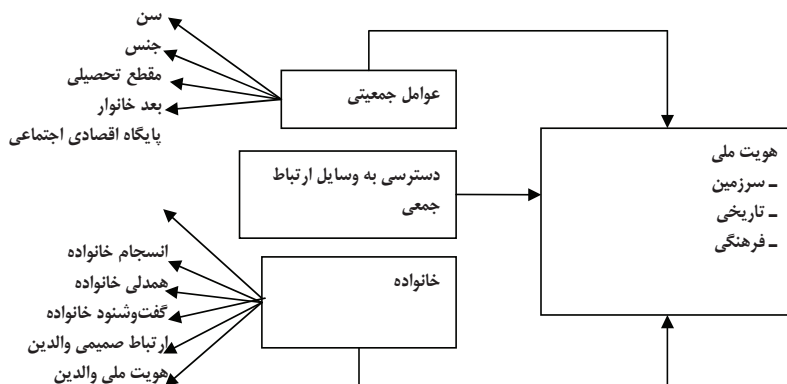 سن
جنس
مقطع تحصیلی
بعد خانوار
پایگاه اقصادی اجتماعی
عوامل جمعیتی
هویت ملی
ـ سرزمین
ـ تاریخی
ـ فرهنگی
دسترسی به وسایل ارتباط
جمعی
خانواده
انسجام خانواده
همدلی خانواده
گفت‌وشنود خانواده
ارتباط صمیمی والدین
هویت ملی والدین